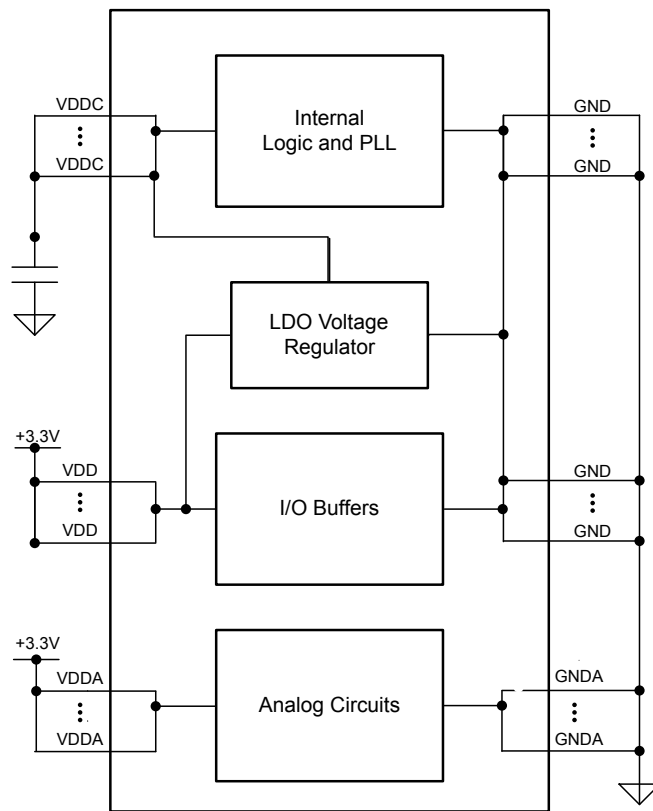 VDDC
VDDC
Internal
Logic and PLL
GND
GND
LDO Voltage
Regulator
+3.3V
VDD
VDD
I/O Buffers
GND
GND
+3.3V
VDDA
VDDA
Analog Circuits
GNDA
GNDA